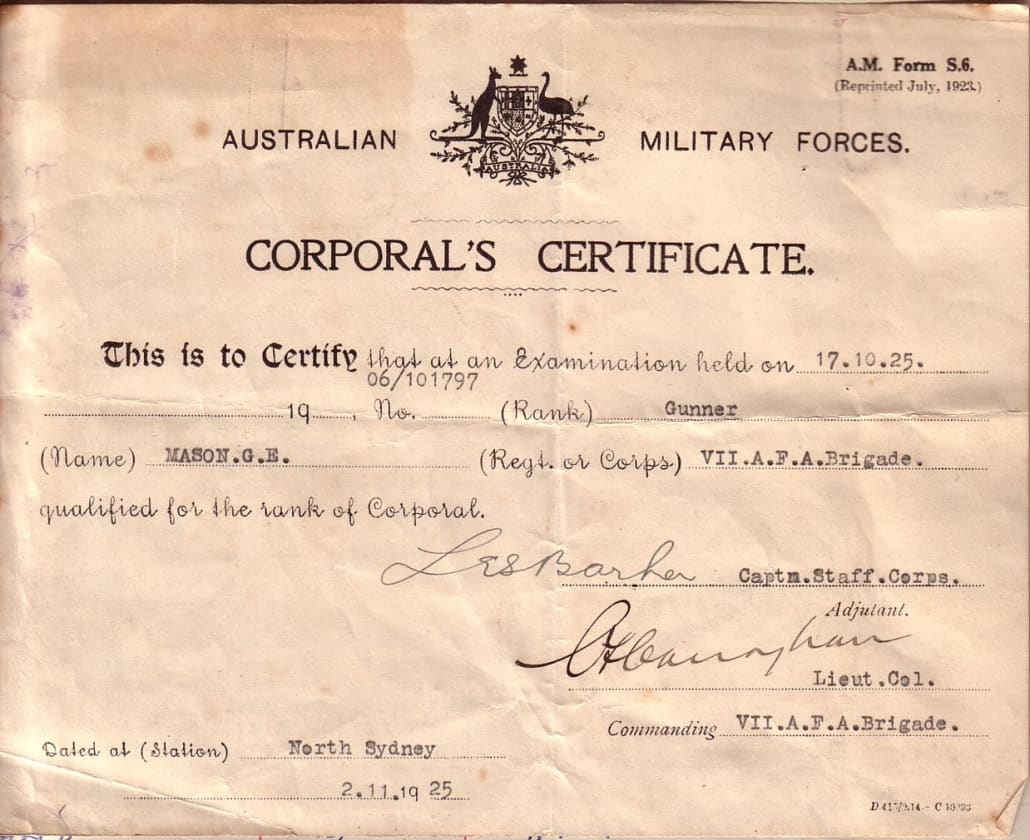 A.M. Form S.6.
(Reprinted July, 1923.)
AUSTRALIAN MILITARY FORCES.
AUSTRALIA
CORPORAL'S CERTIFICATE.
This is to Certify that at an Examination held on 17.10.25.
06/101797
19 , No. (Rank) Gunner
(Name) MASON.G.E. (Regt. or Corps) VII.A.F.A.Brigade.
qualified for the rank of Corporal.
Les Barker Captn.Staff.Corps.
Adjutant.
Lieut.Col.
Commanding VII.A.F.A.Brigade.
Dated at (Station) North Sydney
2.11.19 25